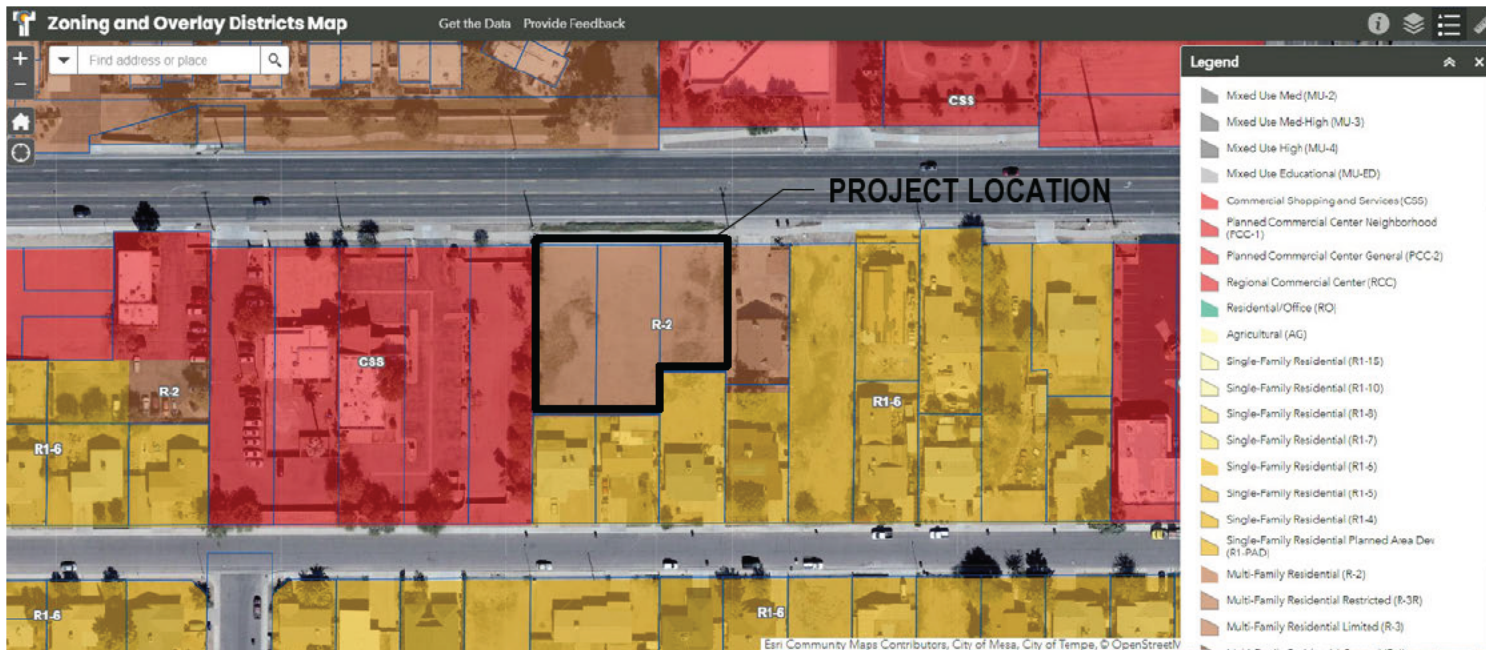 Zoning and Overlay Districts Map
Get the Data Provide Feedback
Find address or place
Legend
Mixed Use Med (MU-2)
Mixed Use Med-High (MU-3)
Mixed Use High (MU-4)
Mixed Use Educational (MU-ED)
Commercial Shopping and Services (CSS)
Planned Commercial Center Neighborhood
(PCC-1)
Planned Commercial Center General (PCC-2)
Regional Commercial Center (RCC)
Residential/Office (RO)
Agricultural (AG)
Single-Family Residential (R1-15)
Single-Family Residential (R1-10)
Single-Family Residential (R1-8)
Single-Family Residential (R1-7)
Single-Family Residential (R1-6)
Single-Family Residential (R1-5)
Single-Family Residential (R1-4)
Single-Family Residential Planned Area Dev
(R1-PAD)
Multi-Family Residential (R-2)
Multi-Family Residential Restricted (R-3R)
Multi-Family Residential Limited (R-3)
CSS
PROJECT LOCATION
R-2
CSS
R-2
R1-6
R1-6
R1-6
R1-6
Esri Community Maps Contributors, City of Mesa, City of Tempe, © OpenStreetM